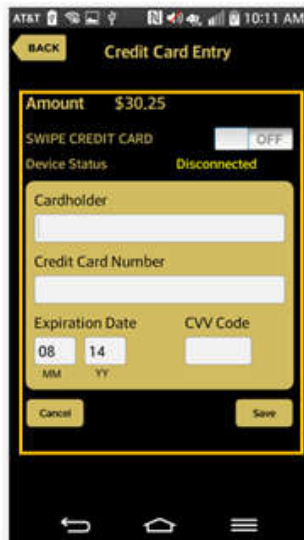 AT&T 10:11 AM
BACK Credit Card Entry
Amount $30.25
SWIPE CREDIT CARD OFF
Device Status Disconnected
Cardholder
Credit Card Number
Expiration Date CVV Code
08 14
MM YY
Cancel Save